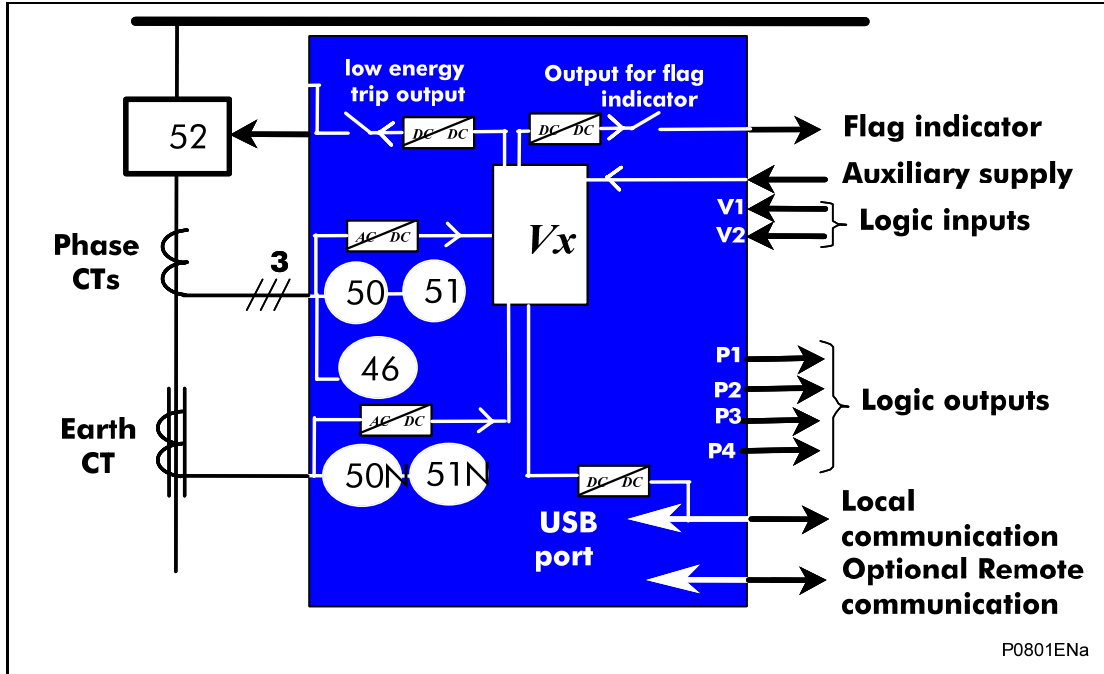 low energy
trip output
Output for flag
indicator
DC DC
DC DC
52
Flag indicator
Auxiliary supply
V1
V2
Logic inputs
Vx
Phase
CTs
3
AC DC
50
51
46
P1
P2
P3
P4
Logic outputs
Earth
CT
AC DC
50N
51N
DC DC
USB
port
Local
communication
Optional Remote
communication
P0801ENa